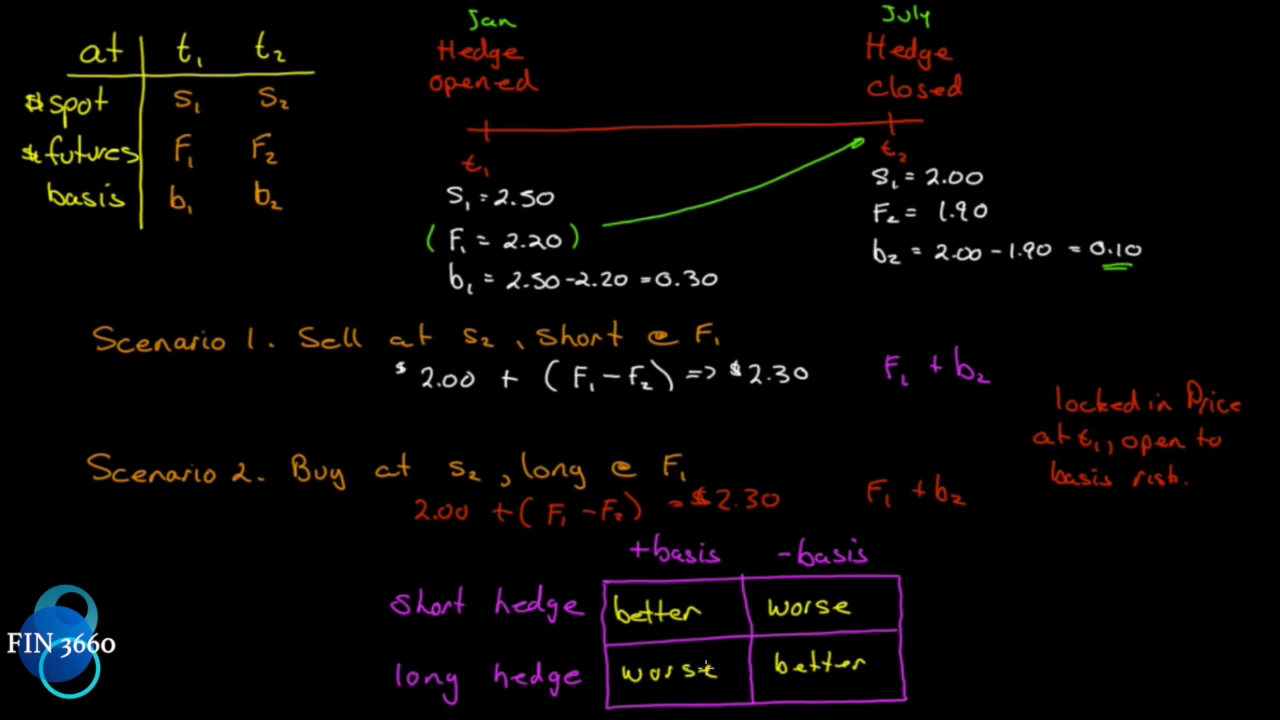 at t₁ t₂
$spot S₁ S₂
$futures F₁ F₂
basis b₁ b₂
Jan
Hedge
opened
t₁
S₁ = 2.50
( F₁ = 2.20 )
b₁ = 2.50-2.20 = 0.30
July
Hedge
closed
t₂
S₁ = 2.00
F₂ = 1.90
b₂ = 2.00-1.90 = 0.10
Scenario 1. Sell at S₂, short @ F₁
$2.00 + (F₁-F₂) => $2.30
F₁ + b₂
Scenario 2. Buy at S₂, long @ F₁
2.00 +(F₁-F₂) = $2.30
F₁ + b₂
locked in Price
at t₁, open to
basis risk.
+basis -basis
short hedge better worse
long hedge worse better
FIN 3660